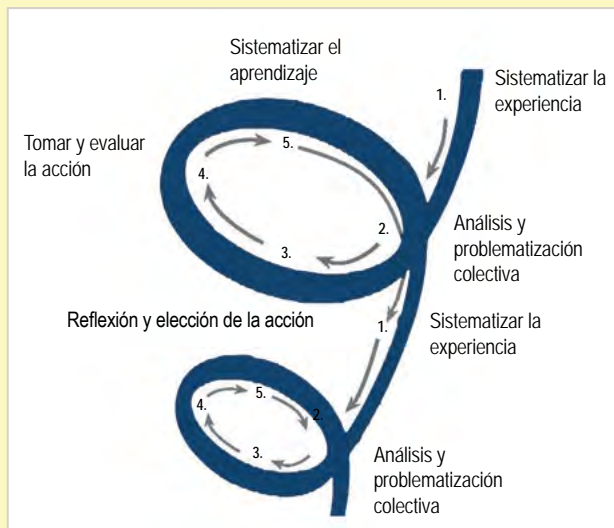 Sistematizar el
aprendizaje
Sistematizar la
experiencia
1.
Tomar y evaluar
la acción
5.
4.
2.
3.
Análisis y
problematización
colectiva
Reflexión y elección de la acción
1.
Sistematizar la
experiencia
5.
4.
2.
3.
Análisis y
problematización
colectiva